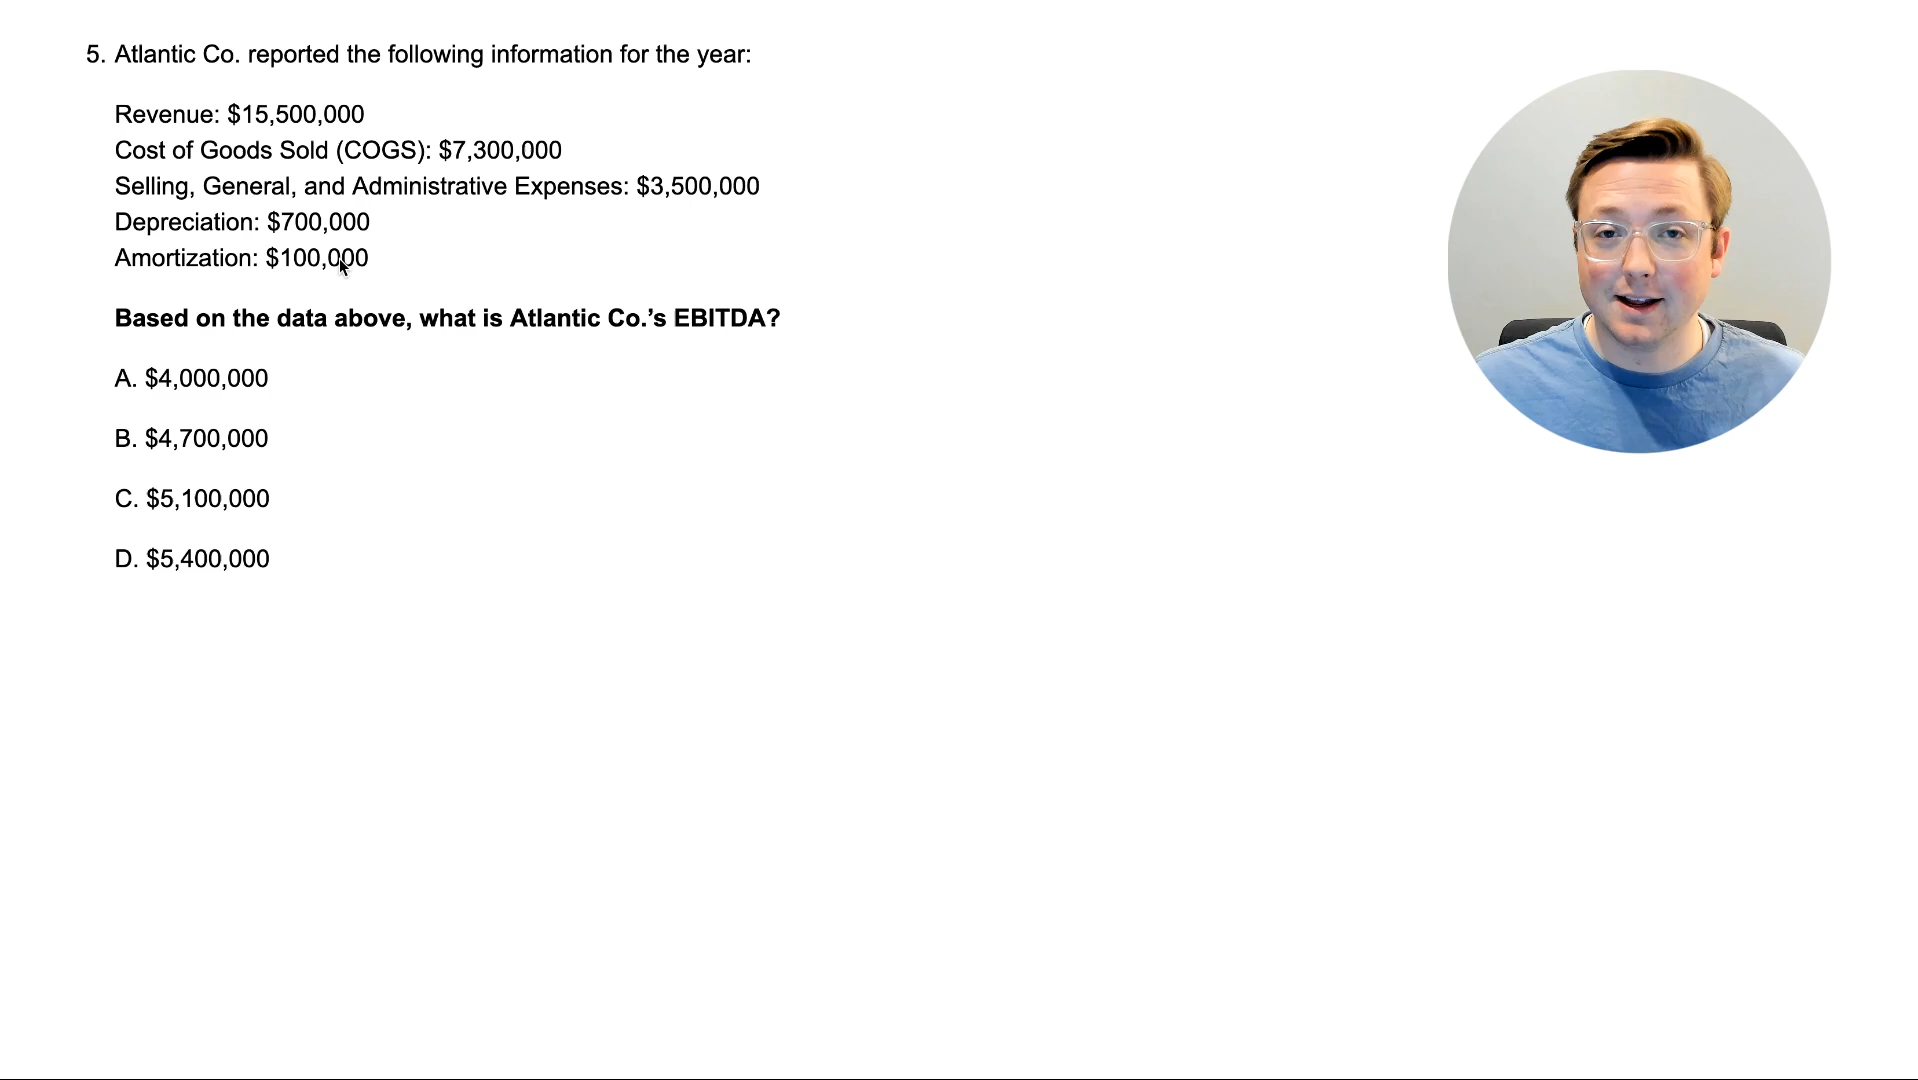 5. Atlantic Co. reported the following information for the year:
Revenue: $15,500,000
Cost of Goods Sold (COGS): $7,300,000
Selling, General, and Administrative Expenses: $3,500,000
Depreciation: $700,000
Amortization: $100,000
Based on the data above, what is Atlantic Co.’s EBITDA?
A. $4,000,000
B. $4,700,000
C. $5,100,000
D. $5,400,000